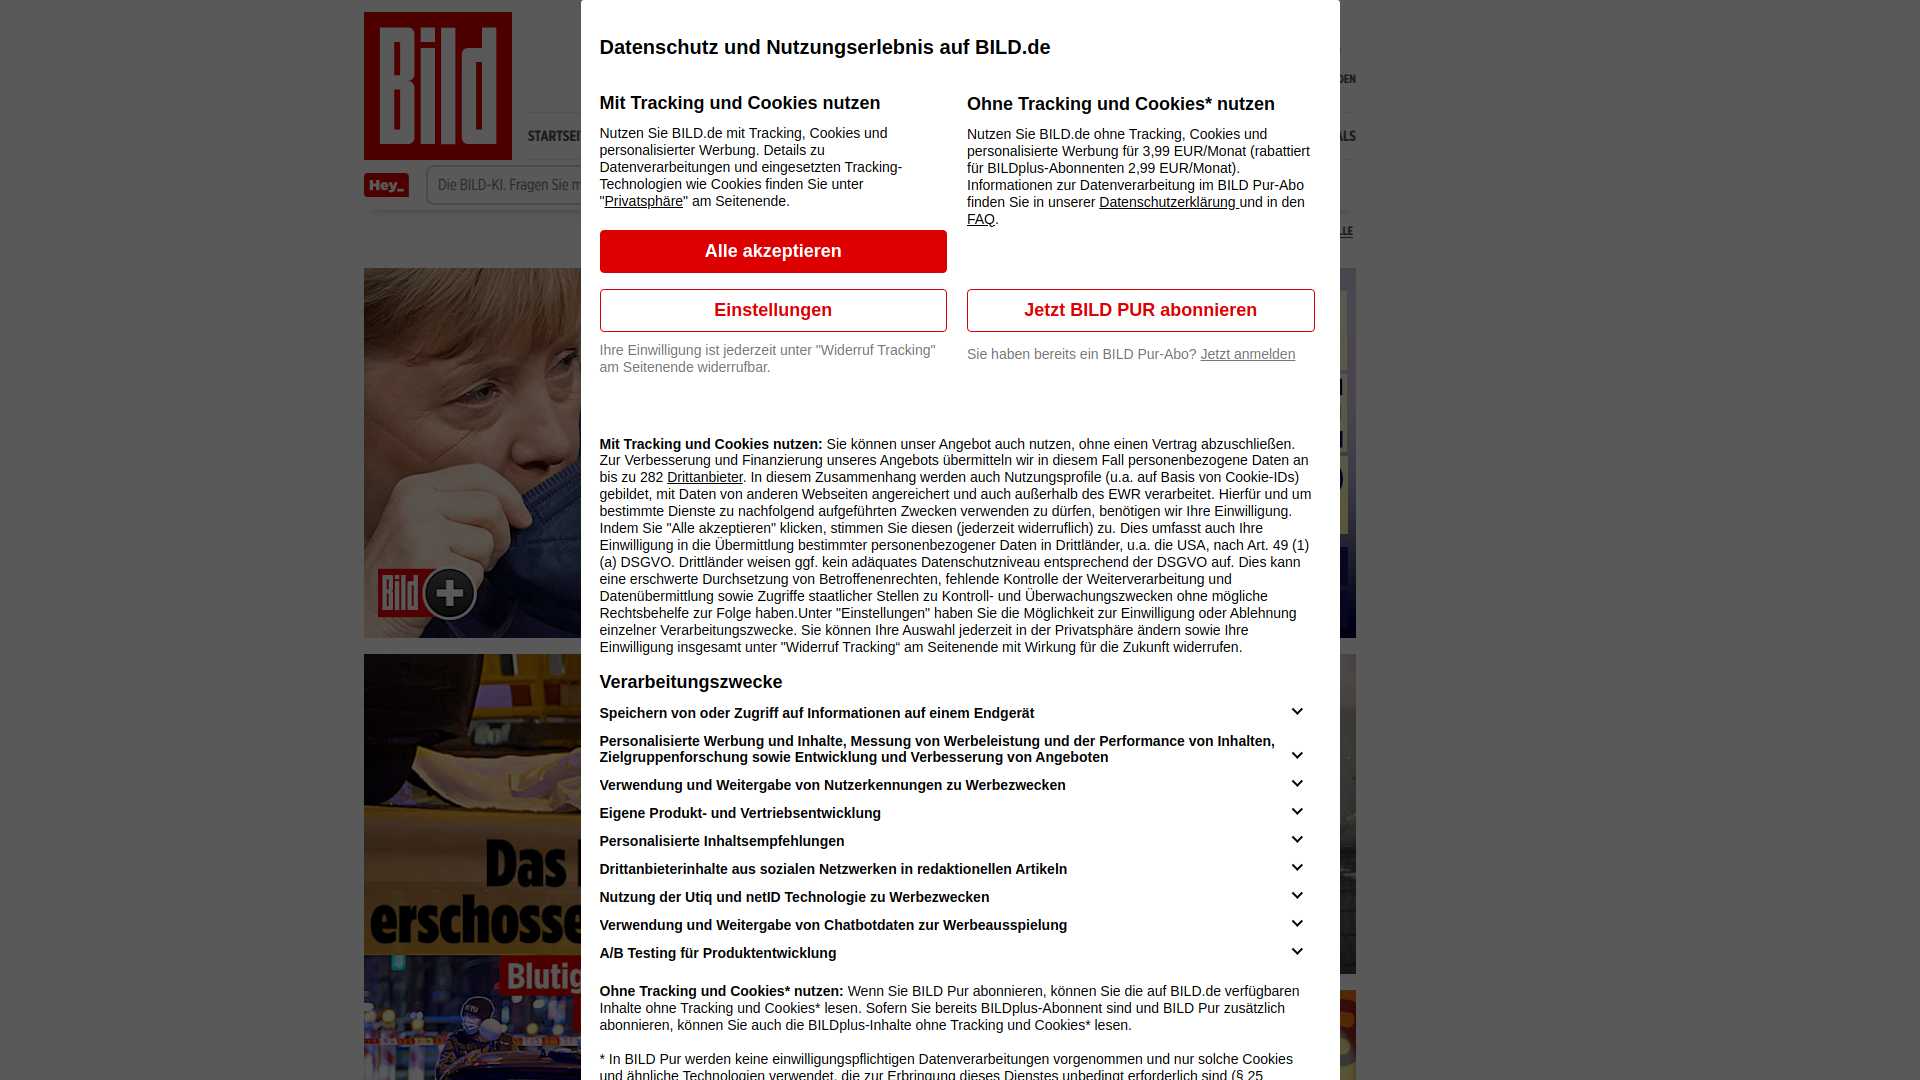 Bild
Datenschutz und Nutzungserlebnis auf BILD.de
DEN
STARTSEI
ALS
Hey_
Die BILD-KI. Fragen Sie m
LLE
Mit Tracking und Cookies nutzen
Nutzen Sie BILD.de mit Tracking, Cookies und
personalisierter Werbung. Details zu
Datenverarbeitungen und eingesetzten Tracking-
Technologien wie Cookies finden Sie unter
"Privatsphäre" am Seitenende.
Alle akzeptieren
Einstellungen
Ihre Einwilligung ist jederzeit unter "Widerruf Tracking"
am Seitenende widerrufbar.
Ohne Tracking und Cookies* nutzen
Nutzen Sie BILD.de ohne Tracking, Cookies und
personalisierte Werbung für 3,99 EUR/Monat (rabattiert
für BILDplus-Abonnenten 2,99 EUR/Monat).
Informationen zur Datenverarbeitung im BILD Pur-Abo
finden Sie in unserer Datenschutzerklärung und in den
FAQ.
Jetzt BILD PUR abonnieren
Sie haben bereits ein BILD Pur-Abo? Jetzt anmelden
Bild +
Mit Tracking und Cookies nutzen: Sie können unser Angebot auch nutzen, ohne einen Vertrag abzuschließen.
Zur Verbesserung und Finanzierung unseres Angebots übermitteln wir in diesem Fall personenbezogene Daten an
bis zu 282 Drittanbieter. In diesem Zusammenhang werden auch Nutzungsprofile (u.a. auf Basis von Cookie-IDs)
gebildet, mit Daten von anderen Webseiten angereichert und auch außerhalb des EWR verarbeitet. Hierfür und um
bestimmte Dienste zu nachfolgend aufgeführten Zwecken verwenden zu dürfen, benötigen wir Ihre Einwilligung.
Indem Sie "Alle akzeptieren" klicken, stimmen Sie diesen (jederzeit widerruflich) zu. Dies umfasst auch Ihre
Einwilligung in die Übermittlung bestimmter personenbezogener Daten in Drittländer, u.a. die USA, nach Art. 49 (1)
(a) DSGVO. Drittländer weisen ggf. kein adäquates Datenschutzniveau entsprechend der DSGVO auf. Dies kann
eine erschwerte Durchsetzung von Betroffenenrechten, fehlende Kontrolle der Weiterverarbeitung und
Datenübermittlung sowie Zugriffe staatlicher Stellen zu Kontroll- und Überwachungszwecken ohne mögliche
Rechtsbehelfe zur Folge haben.Unter "Einstellungen" haben Sie die Möglichkeit zur Einwilligung oder Ablehnung
einzelner Verarbeitungszwecke. Sie können Ihre Auswahl jederzeit in der Privatsphäre ändern sowie Ihre
Einwilligung insgesamt unter "Widerruf Tracking“ am Seitenende mit Wirkung für die Zukunft widerrufen.
Verarbeitungszwecke
Speichern von oder Zugriff auf Informationen auf einem Endgerät
Personalisierte Werbung und Inhalte, Messung von Werbeleistung und der Performance von Inhalten,
Zielgruppenforschung sowie Entwicklung und Verbesserung von Angeboten
Verwendung und Weitergabe von Nutzerkennungen zu Werbezwecken
Eigene Produkt- und Vertriebsentwicklung
Personalisierte Inhaltsempfehlungen
Drittanbieterinhalte aus sozialen Netzwerken in redaktionellen Artikeln
Nutzung der Utiq und netID Technologie zu Werbezwecken
Verwendung und Weitergabe von Chatbotdaten zur Werbeausspielung
A/B Testing für Produktentwicklung
Das
erschosse
Blutig
Ohne Tracking und Cookies* nutzen: Wenn Sie BILD Pur abonnieren, können Sie die auf BILD.de verfügbaren
Inhalte ohne Tracking und Cookies* lesen. Sofern Sie bereits BILDplus-Abonnent sind und BILD Pur zusätzlich
abonnieren, können Sie auch die BILDplus-Inhalte ohne Tracking und Cookies* lesen.
* In BILD Pur werden keine einwilligungspflichtigen Datenverarbeitungen vorgenommen und nur solche Cookies
und ähnliche Technologien verwendet, die zur Erbringung dieses Dienstes unbedingt erforderlich sind (§ 25